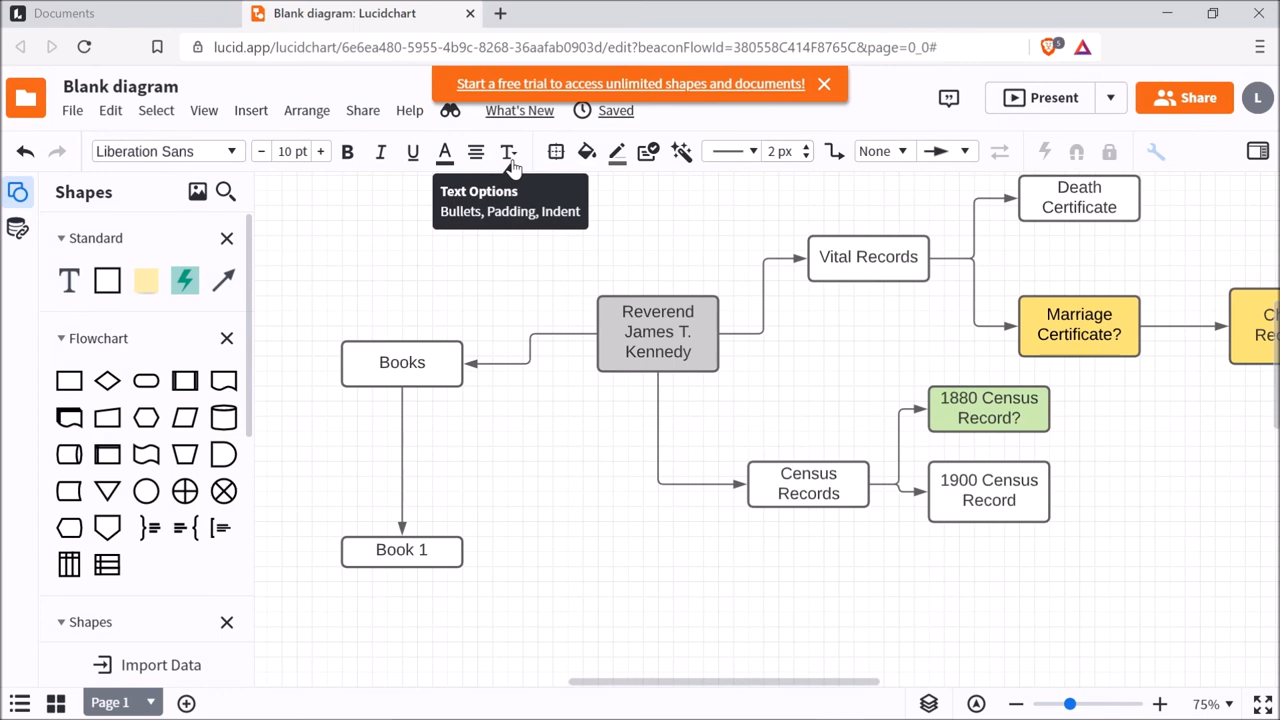 Documents
Blank diagram: Lucidchart
lucid.app/lucidchart/6e6ea480-5955-4b9c-8268-36aafab0903d/edit?beaconFlowId=380558C414F8765C&page=0_0#
5
Blank diagram
Start a free trial to access unlimited shapes and documents!
Present
Share
L
File Edit Select View Insert Arrange Share Help What's New Saved
Liberation Sans
10 pt
B I U A T
2 px
None
Text Options
Bullets, Padding, Indent
Shapes
Standard
T
Flowchart
Shapes
Import Data
Death
Certificate
Vital Records
Reverend
James T.
Kennedy
Marriage
Certificate?
Books
1880 Census
Record?
Census
Records
1900 Census
Record
Book 1
Page 1
75%